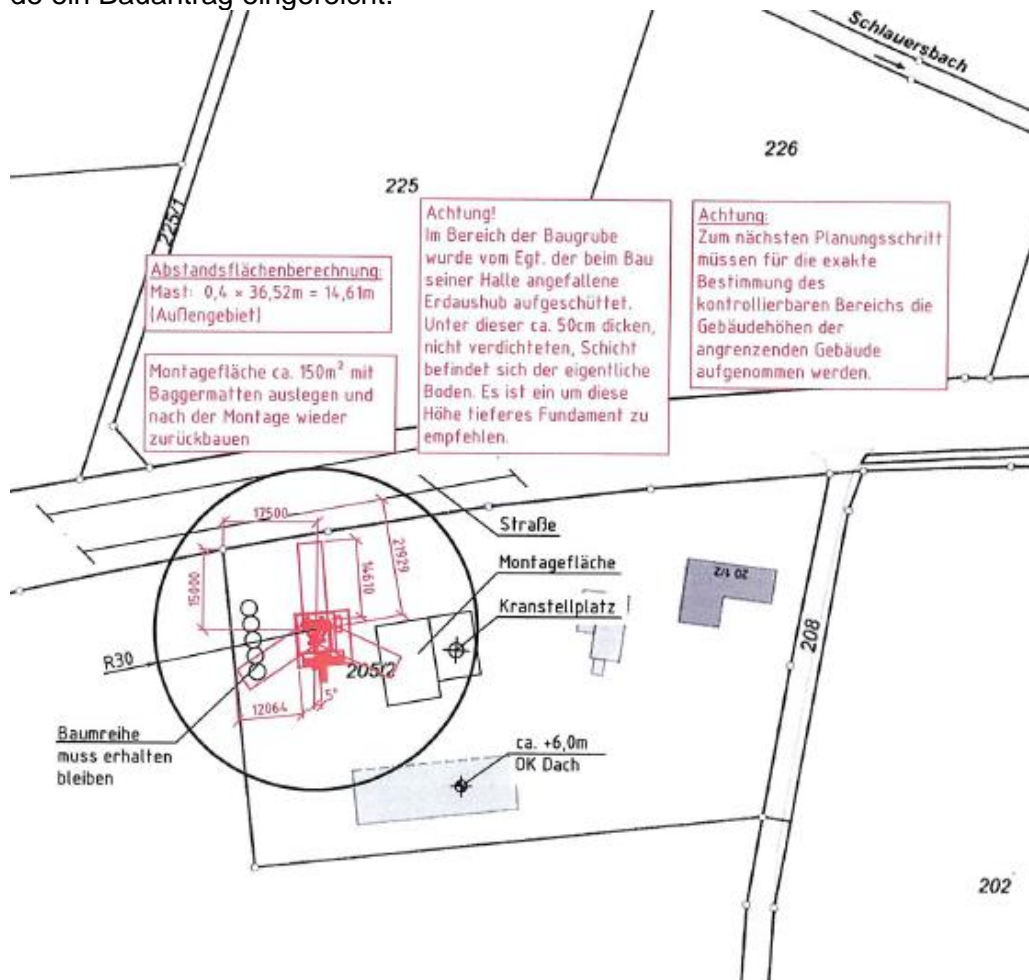 de ein Bauantrag eingereicht.
Schlauersbach
226
225
225/1
Abstandsflächenberechnung:
Mast: 0,4 × 36,52m = 14,61m
(Außengebiet)
Montagefläche ca. 150m² mit
Baggermatten auslegen und
nach der Montage wieder
zurückbauen
Achtung!
Im Bereich der Baugrube
wurde vom Egt. der beim Bau
seiner Halle angefallene
Erdaushub aufgeschüttet.
Unter dieser ca. 50cm dicken,
nicht verdichteten, Schicht
befindet sich der eigentliche
Boden. Es ist ein um diese
Höhe tieferes Fundament zu
empfehlen.
Achtung:
Zum nächsten Planungsschritt
müssen für die exakte
Bestimmung des
kontrollierbaren Bereichs die
Gebäudehöhen der
angrenzenden Gebäude
aufgenommen werden.
17500
21929
14610
15000
Straße
Montagefläche
Kranstellplatz
20 1/2
208
R30
205/2
12064
5°
Baumreihe
muss erhalten
bleiben
ca. +6,0m
OK Dach
202